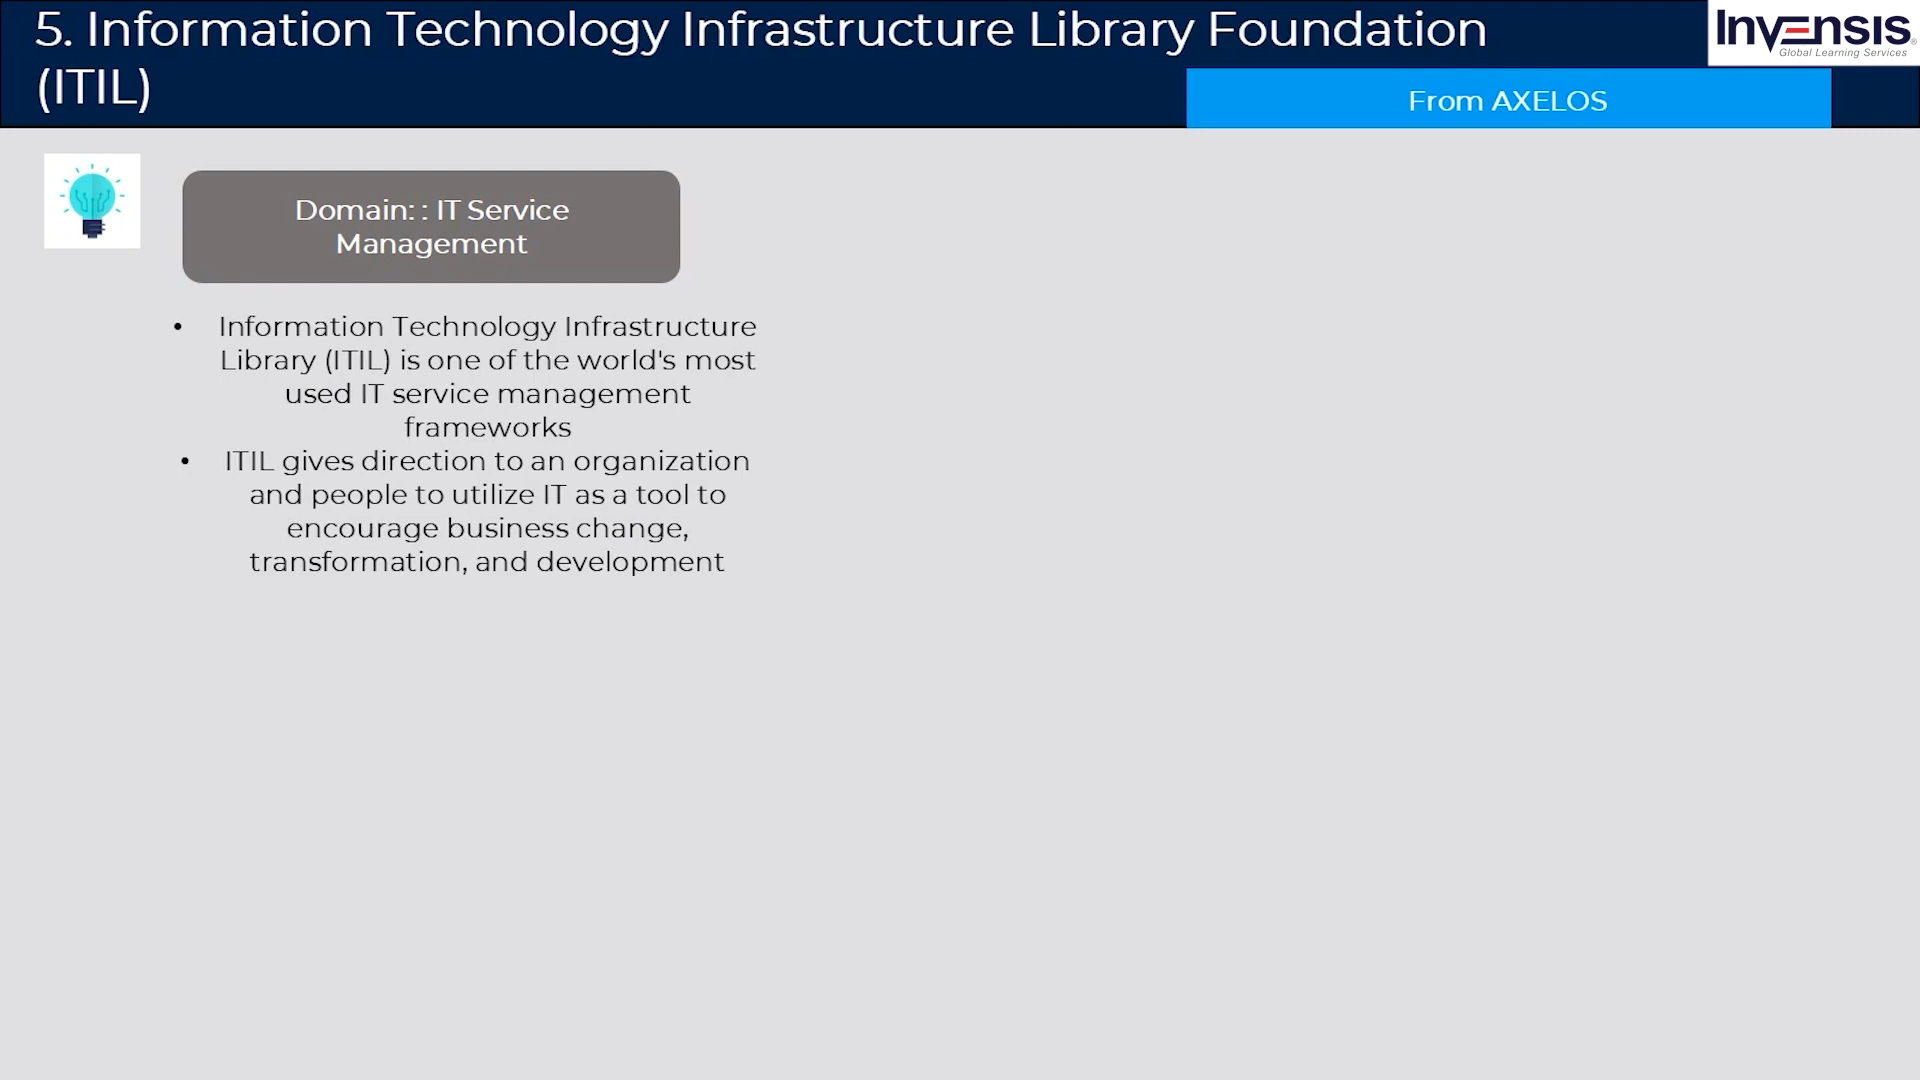 5. Information Technology Infrastructure Library Foundation
(ITIL)
Invensis®
Global Learning Services
From AXELOS
Domain: : IT Service
Management
• Information Technology Infrastructure
Library (ITIL) is one of the world's most
used IT service management
frameworks
• ITIL gives direction to an organization
and people to utilize IT as a tool to
encourage business change,
transformation, and development